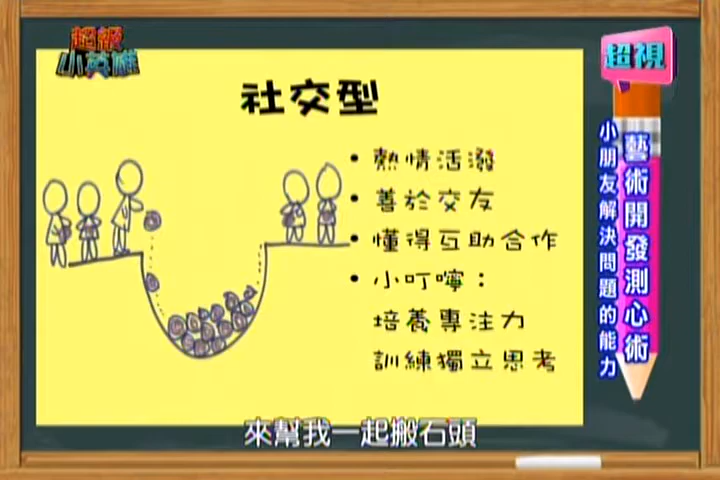 超級
小英雄
超視
社交型
• 熱情活潑
• 善於交友
• 懂得互助合作
• 小叮嚀：
培養專注力
訓練獨立思考
藝術開發測心術
小朋友解決問題的能力
來幫我一起搬石頭